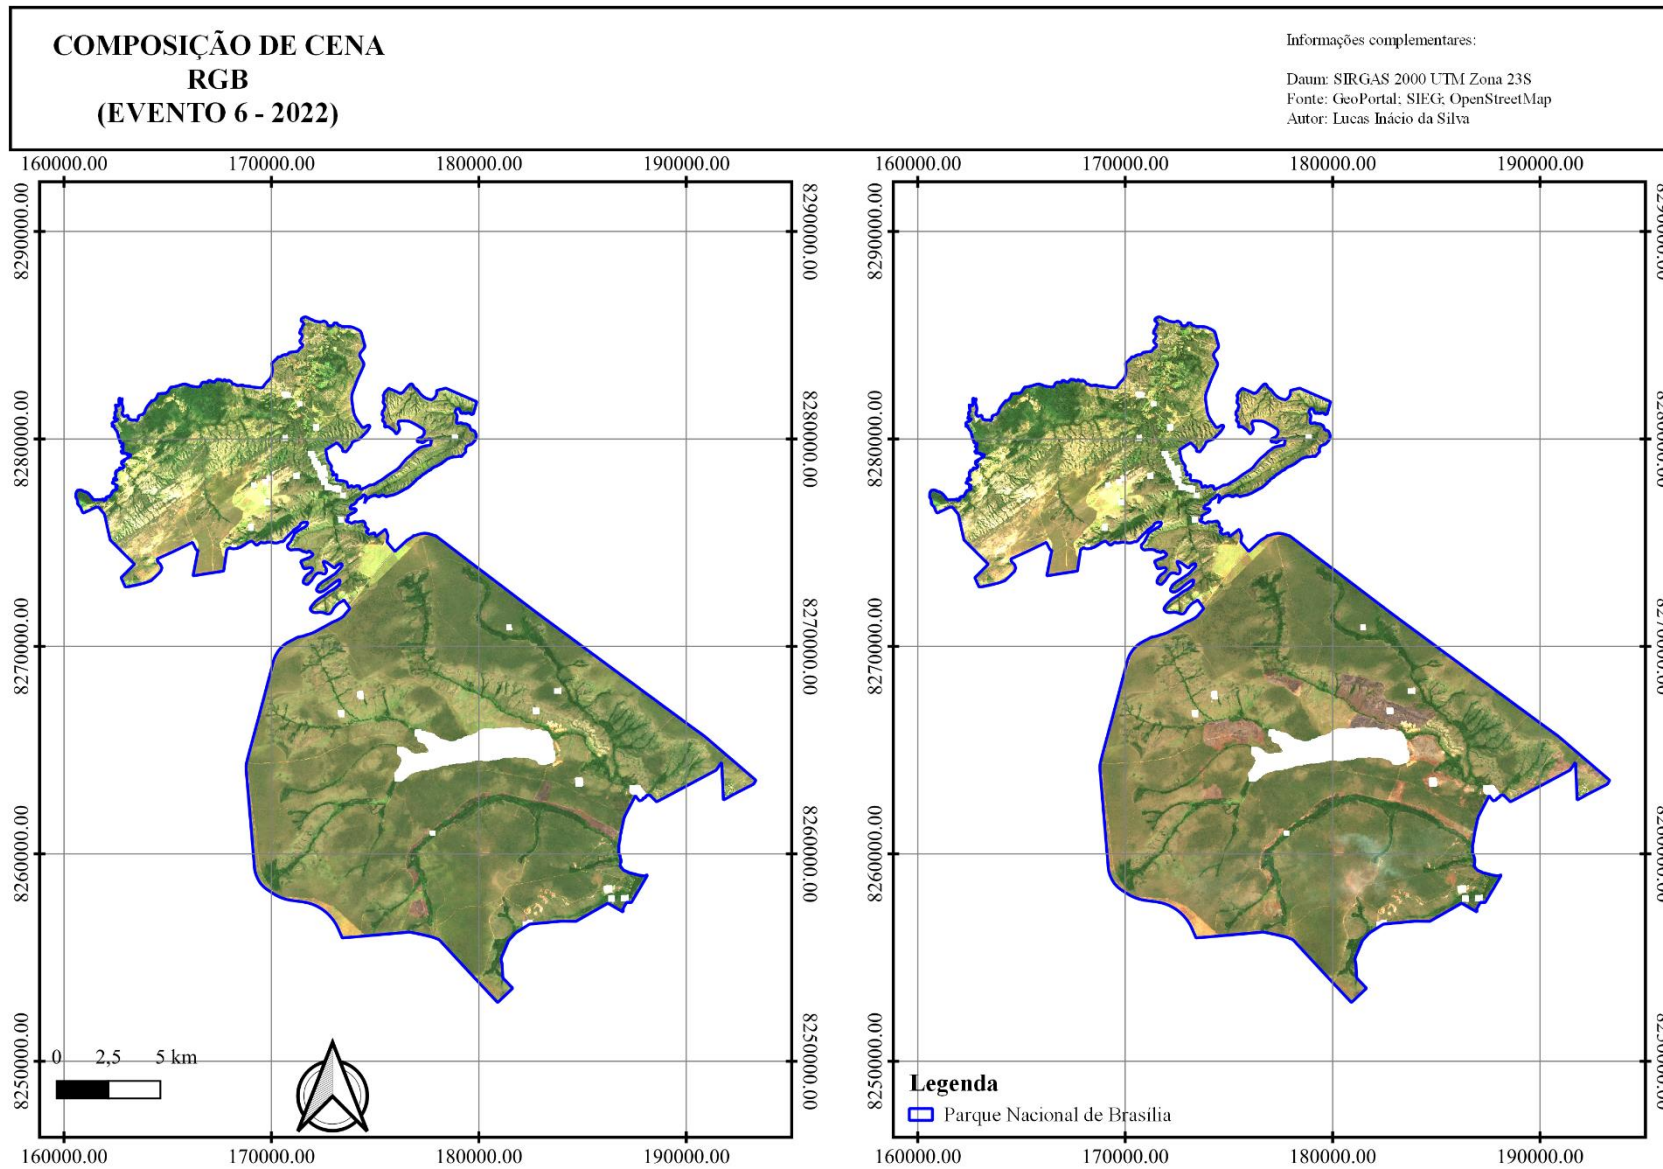 COMPOSIÇÃO DE CENA
RGB
(EVENTO 6 - 2022)
Informações complementares:
Daum: SIRGAS 2000 UTM Zona 23S
Fonte: GeoPortal; SIEG; OpenStreetMap
Autor: Lucas Inácio da Silva
160000.00 170000.00 180000.00 190000.00
160000.00 170000.00 180000.00 190000.00
8290000.00 8290000.00 8290000.00 8290000.00
8280000.00 8280000.00 8280000.00 8280000.00
8270000.00 8270000.00 8270000.00 8270000.00
8260000.00 8260000.00 8260000.00 8260000.00
8250000.00 8250000.00 8250000.00 8250000.00
0 2,5 5 km
Legenda
Parque Nacional de Brasília
160000.00 170000.00 180000.00 190000.00
160000.00 170000.00 180000.00 190000.00